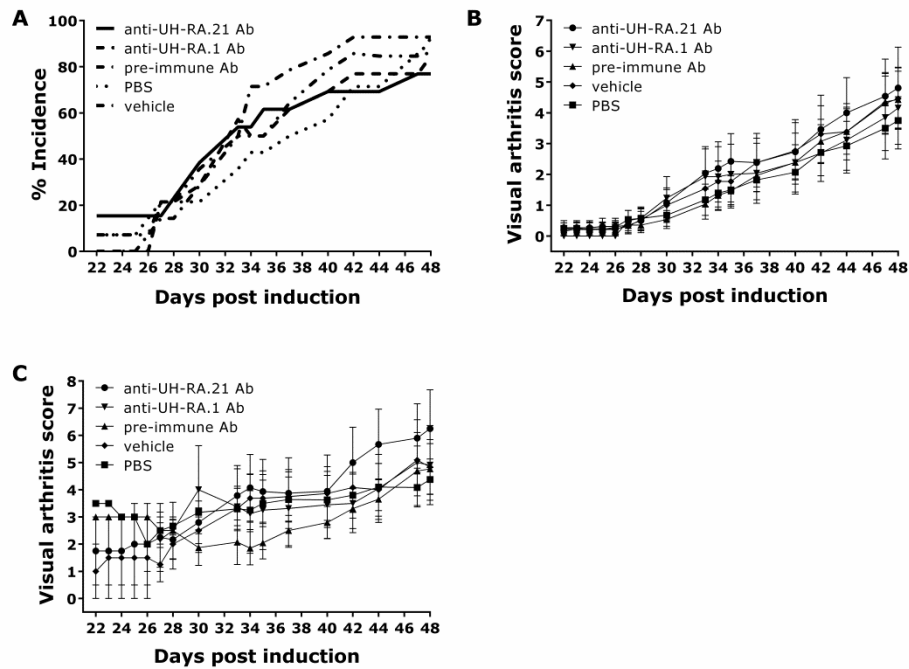 A
% Incidence
100
80
60
40
20
0
anti-UH-RA.21 Ab
anti-UH-RA.1 Ab
pre-immune Ab
PBS
vehicle
22 24 26 28 30 32 34 36 38 40 42 44 46 48
Days post induction
B
Visual arthritis score
7
6
5
4
3
2
1
0
anti-UH-RA.21 Ab
anti-UH-RA.1 Ab
pre-immune Ab
vehicle
PBS
22 24 26 28 30 32 34 36 38 40 42 44 46 48
Days post induction
C
Visual arthritis score
8
7
6
5
4
3
2
1
0
anti-UH-RA.21 Ab
anti-UH-RA.1 Ab
pre-immune Ab
vehicle
PBS
22 24 26 28 30 32 34 36 38 40 42 44 46 48
Days post induction